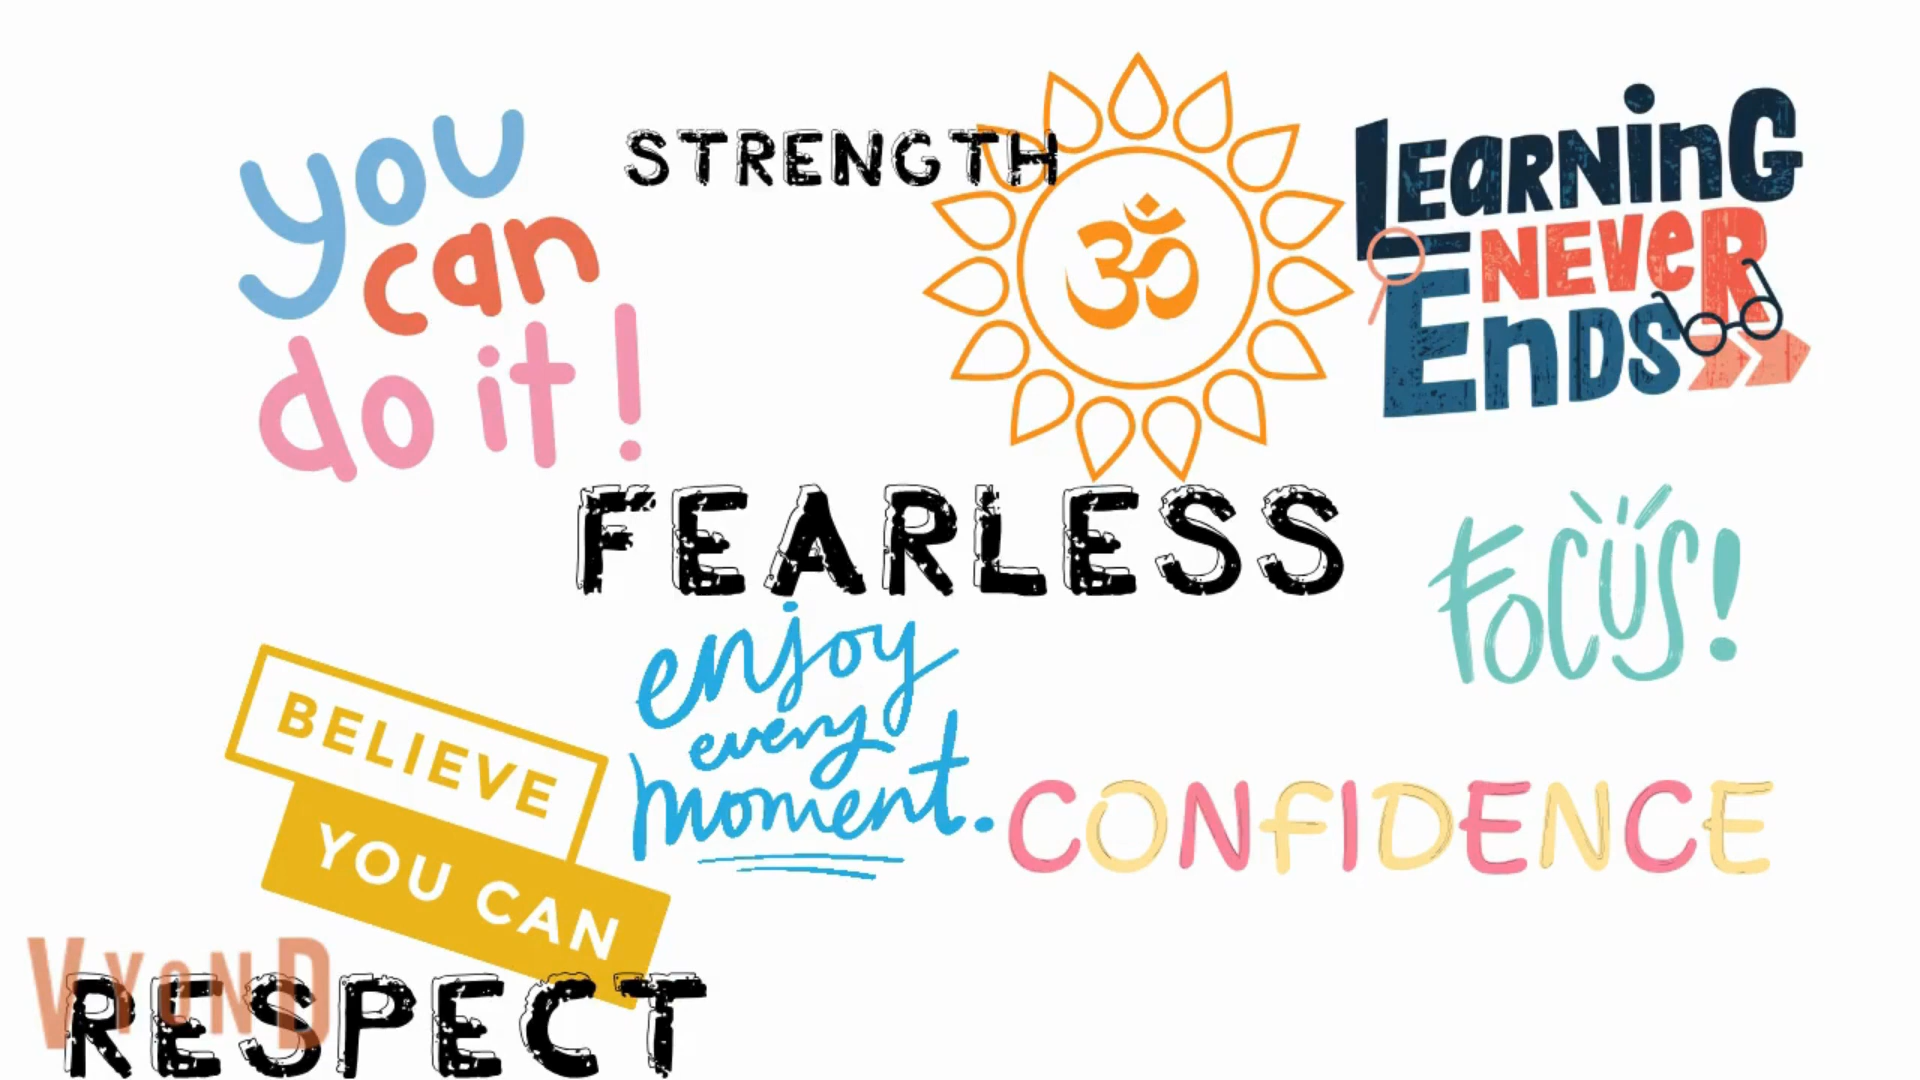 you
can
do it!
STRENGTH
ॐ
LEARNING
NEVER
ENDS
FEARLESS
FOCUS!
enjoy
every
moment.
BELIEVE
YOU CAN
CONFIDENCE
VYOND
RESPECT